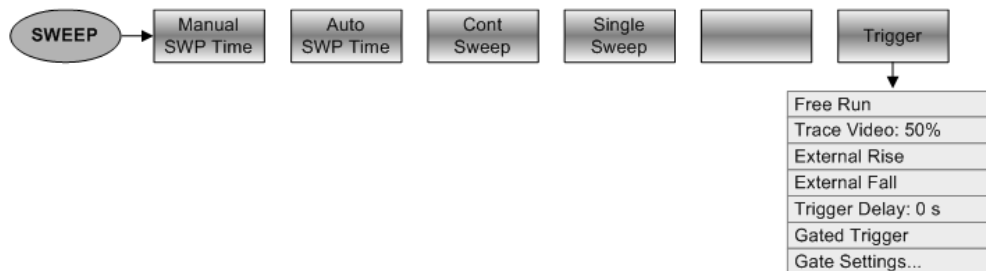 SWEEP
Manual
SWP Time
Auto
SWP Time
Cont
Sweep
Single
Sweep
Trigger
Free Run
Trace Video: 50%
External Rise
External Fall
Trigger Delay: 0 s
Gated Trigger
Gate Settings...